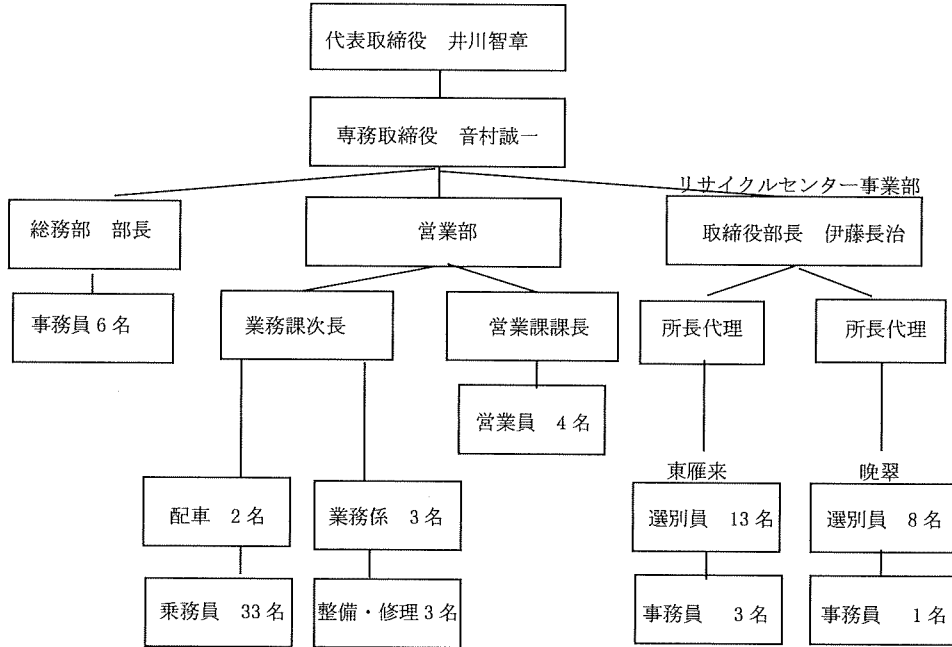 代表取締役　井川智章
専務取締役　音村誠一
リサイクルセンター事業部
総務部　部長
営業部
取締役部長　伊藤長治
事務員6名
業務課次長
営業課課長
所長代理
所長代理
営業員　4名
東雁来
晩翠
配車　2名
業務係　3名
選別員　13名
選別員　8名
乗務員　33名
整備・修理3名
事務員　3名
事務員　1名